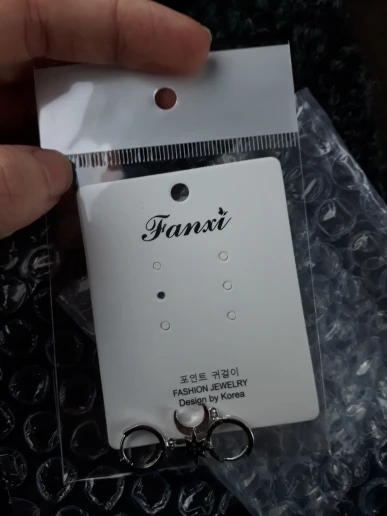 Fanxi
포인트 귀걸이
FASHION JEWELRY
Design by Korea